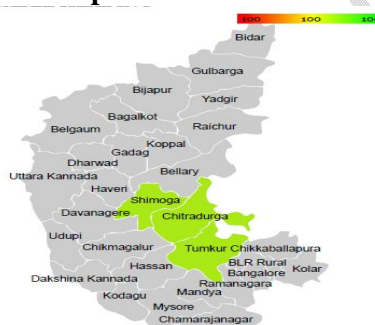 100 100 100
Bidar
Gulbarga
Bijapur
Yadgir
Bagalkot
Raichur
Belgaum
Koppal
Gadag
Dharwad
Bellary
Uttara Kannada
Haveri
Shimoga
Davanagere
Chitradurga
Udupi
Tumkur Chikkaballapura
Chikmagalur
BLR Rural
Hassan
Bangalore
Kolar
Dakshina Kannada
Ramanagara
Mandya
Kodagu
Mysore
Chamarajanagar